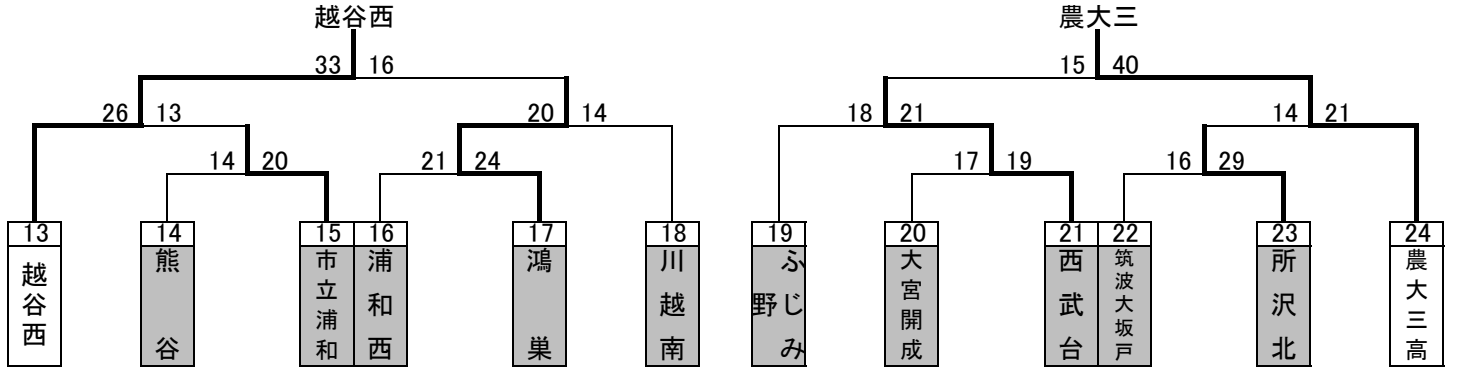 越谷西 農大三
33 16 15 40
26 13 20 14 18 21 14 21
14 20 21 24 17 19 16 29
13 14 15 16 17 18 19 20 21 22 23 24
越谷西
熊谷
市立浦和
浦和西
鴻巣
川越南
ふじみ
野
大宮開成
西武台
筑波大坂戸
所沢北
農大三高